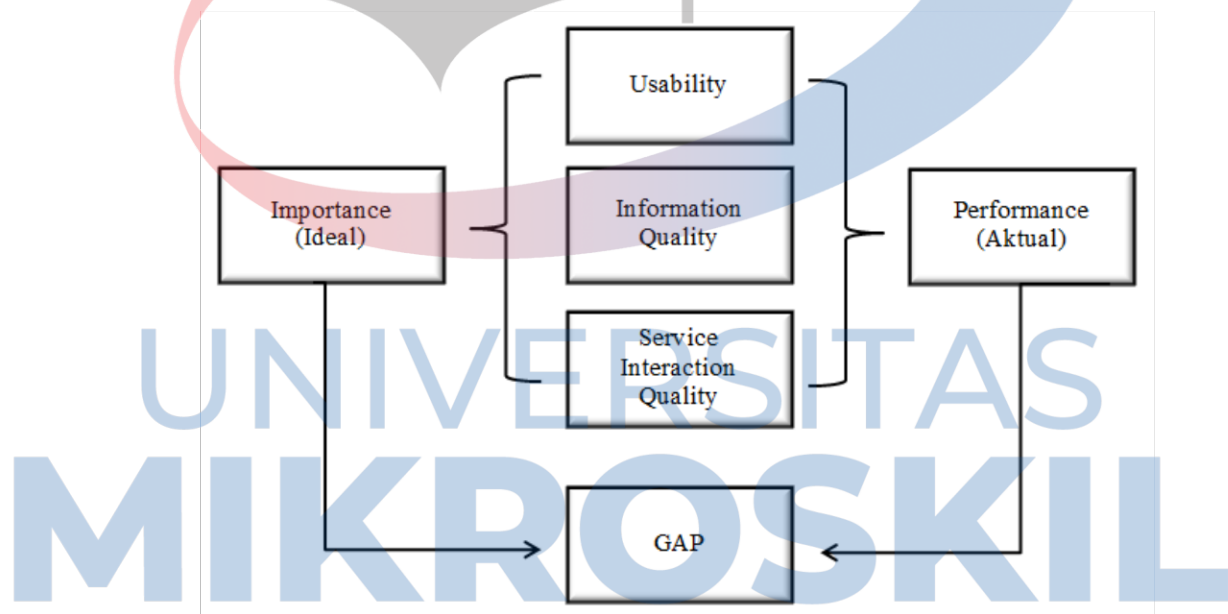 Usability
Importance
(Ideal)
Information
Quality
Performance
(Aktual)
Service
Interaction
Quality
GAP
UNIVERSITAS
MIKROSKIL